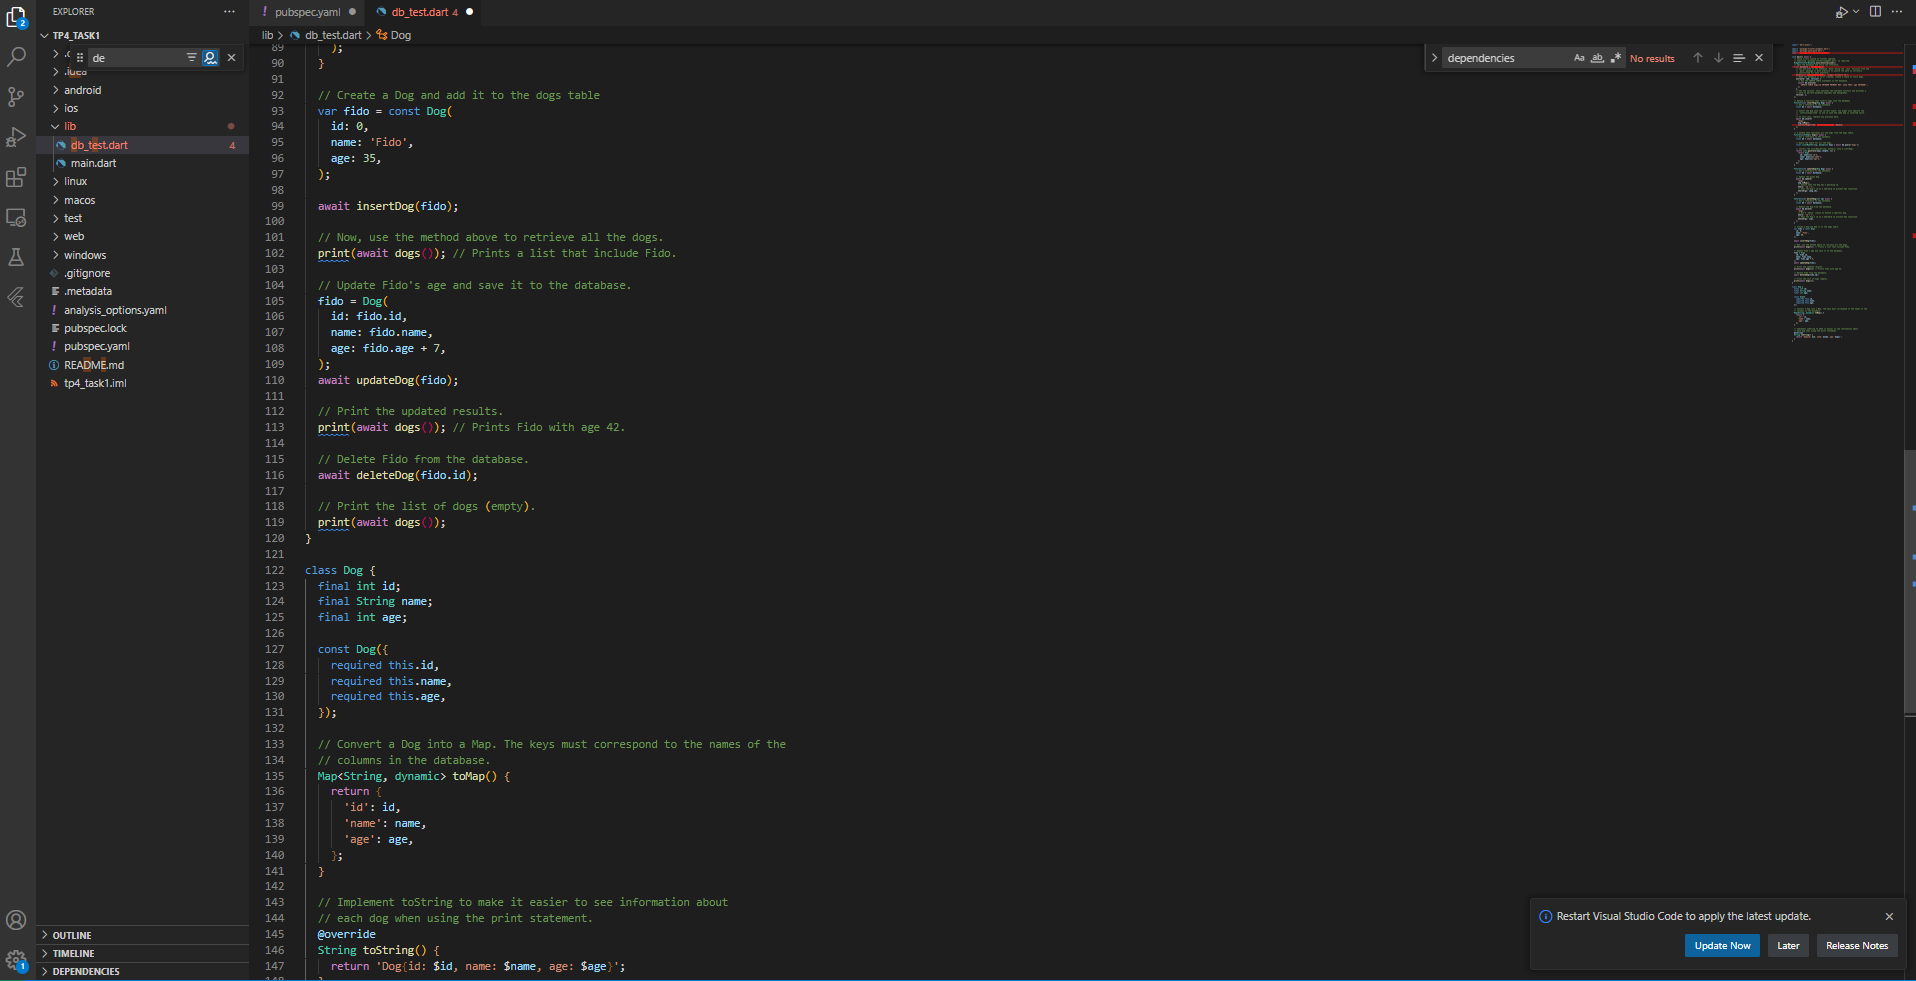 EXPLORER
TP4_TASK1
de
.idea
android
ios
lib
db_test.dart 4
main.dart
linux
macos
test
web
windows
.gitignore
.metadata
analysis_options.yaml
pubspec.lock
pubspec.yaml
README.md
tp4_task1.iml
OUTLINE
TIMELINE
DEPENDENCIES
2
1
pubspec.yaml
db_test.dart 4
lib > db_test.dart > Dog
dependencies
Aa ab No results
89 );
90 }
91
92 // Create a Dog and add it to the dogs table
93 var fido = const Dog(
94 id: 0,
95 name: 'Fido',
96 age: 35,
97 );
98
99 await insertDog(fido);
100
101 // Now, use the method above to retrieve all the dogs.
102 print(await dogs()); // Prints a list that include Fido.
103
104 // Update Fido's age and save it to the database.
105 fido = Dog(
106 id: fido.id,
107 name: fido.name,
108 age: fido.age + 7,
109 );
110 await updateDog(fido);
111
112 // Print the updated results.
113 print(await dogs()); // Prints Fido with age 42.
114
115 // Delete Fido from the database.
116 await deleteDog(fido.id);
117
118 // Print the list of dogs (empty).
119 print(await dogs());
120 }
121
122 class Dog {
123 final int id;
124 final String name;
125 final int age;
126
127 const Dog({
128 required this.id,
129 required this.name,
130 required this.age,
131 });
132
133 // Convert a Dog into a Map. The keys must correspond to the names of the
134 // columns in the database.
135 Map<String, dynamic> toMap() {
136 return {
137 'id': id,
138 'name': name,
139 'age': age,
140 };
141 }
142
143 // Implement toString to make it easier to see information about
144 // each dog when using the print statement.
145 @override
146 String toString() {
147 return 'Dog{id: $id, name: $name, age: $age}';
Restart Visual Studio Code to apply the latest update.
Update Now
Later
Release Notes